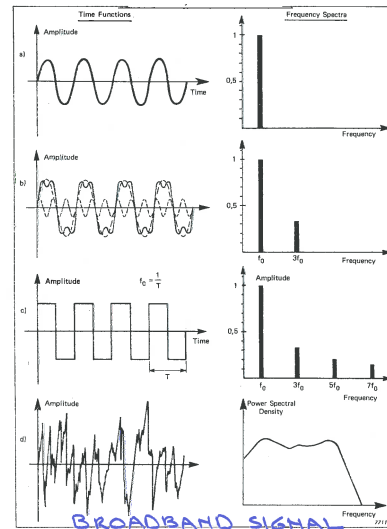 Time Functions
Frequency Spectra
a)
Amplitude
Time
1
0,5
f₀
Frequency
b)
Amplitude
1
0,5
f₀ 3f₀
Frequency
c)
Amplitude
f₀ = 1/T
Time
T
Amplitude
1
0,5
f₀ 3f₀ 5f₀ 7f₀
Frequency
d)
Amplitude
Power Spectral
Density
Frequency
BROADBAND SIGNAL